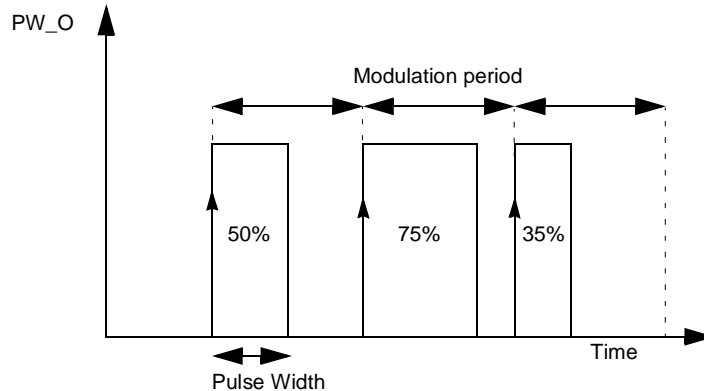 PW_O
Modulation period
50%
75%
35%
Time
Pulse Width